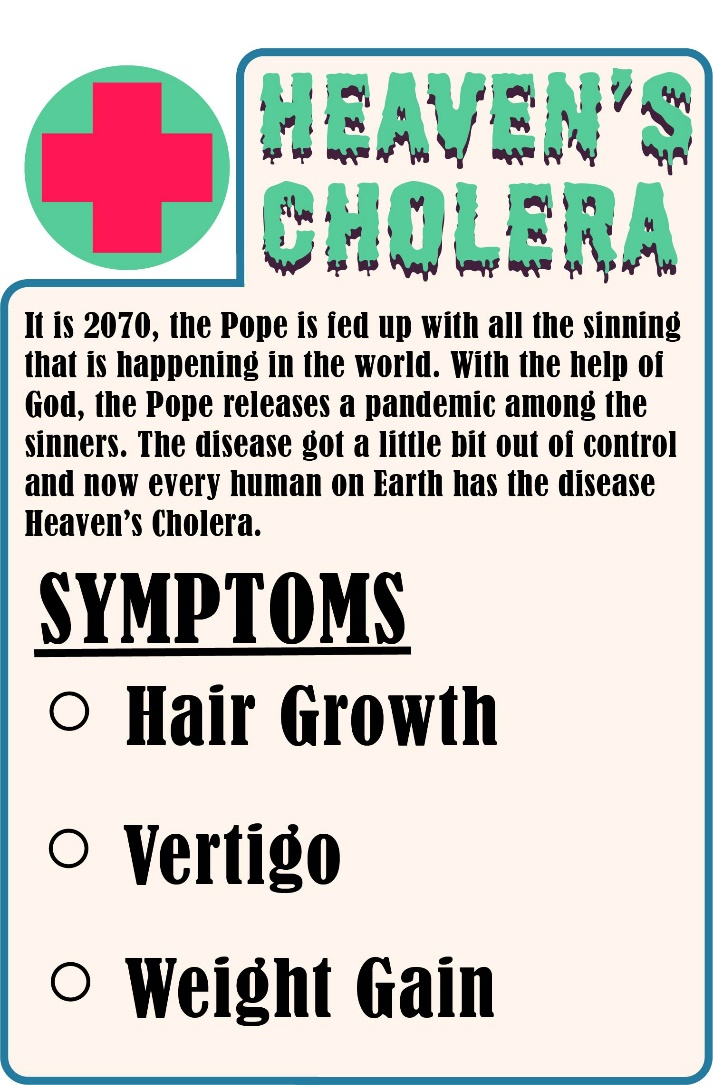 HEAVEN'S
CHOLERA
It is 2070, the Pope is fed up with all the sinning
that is happening in the world. With the help of
God, the Pope releases a pandemic among the
sinners. The disease got a little bit out of control
and now every human on Earth has the disease
Heaven's Cholera.
SYMPTOMS
Hair Growth
Vertigo
Weight Gain